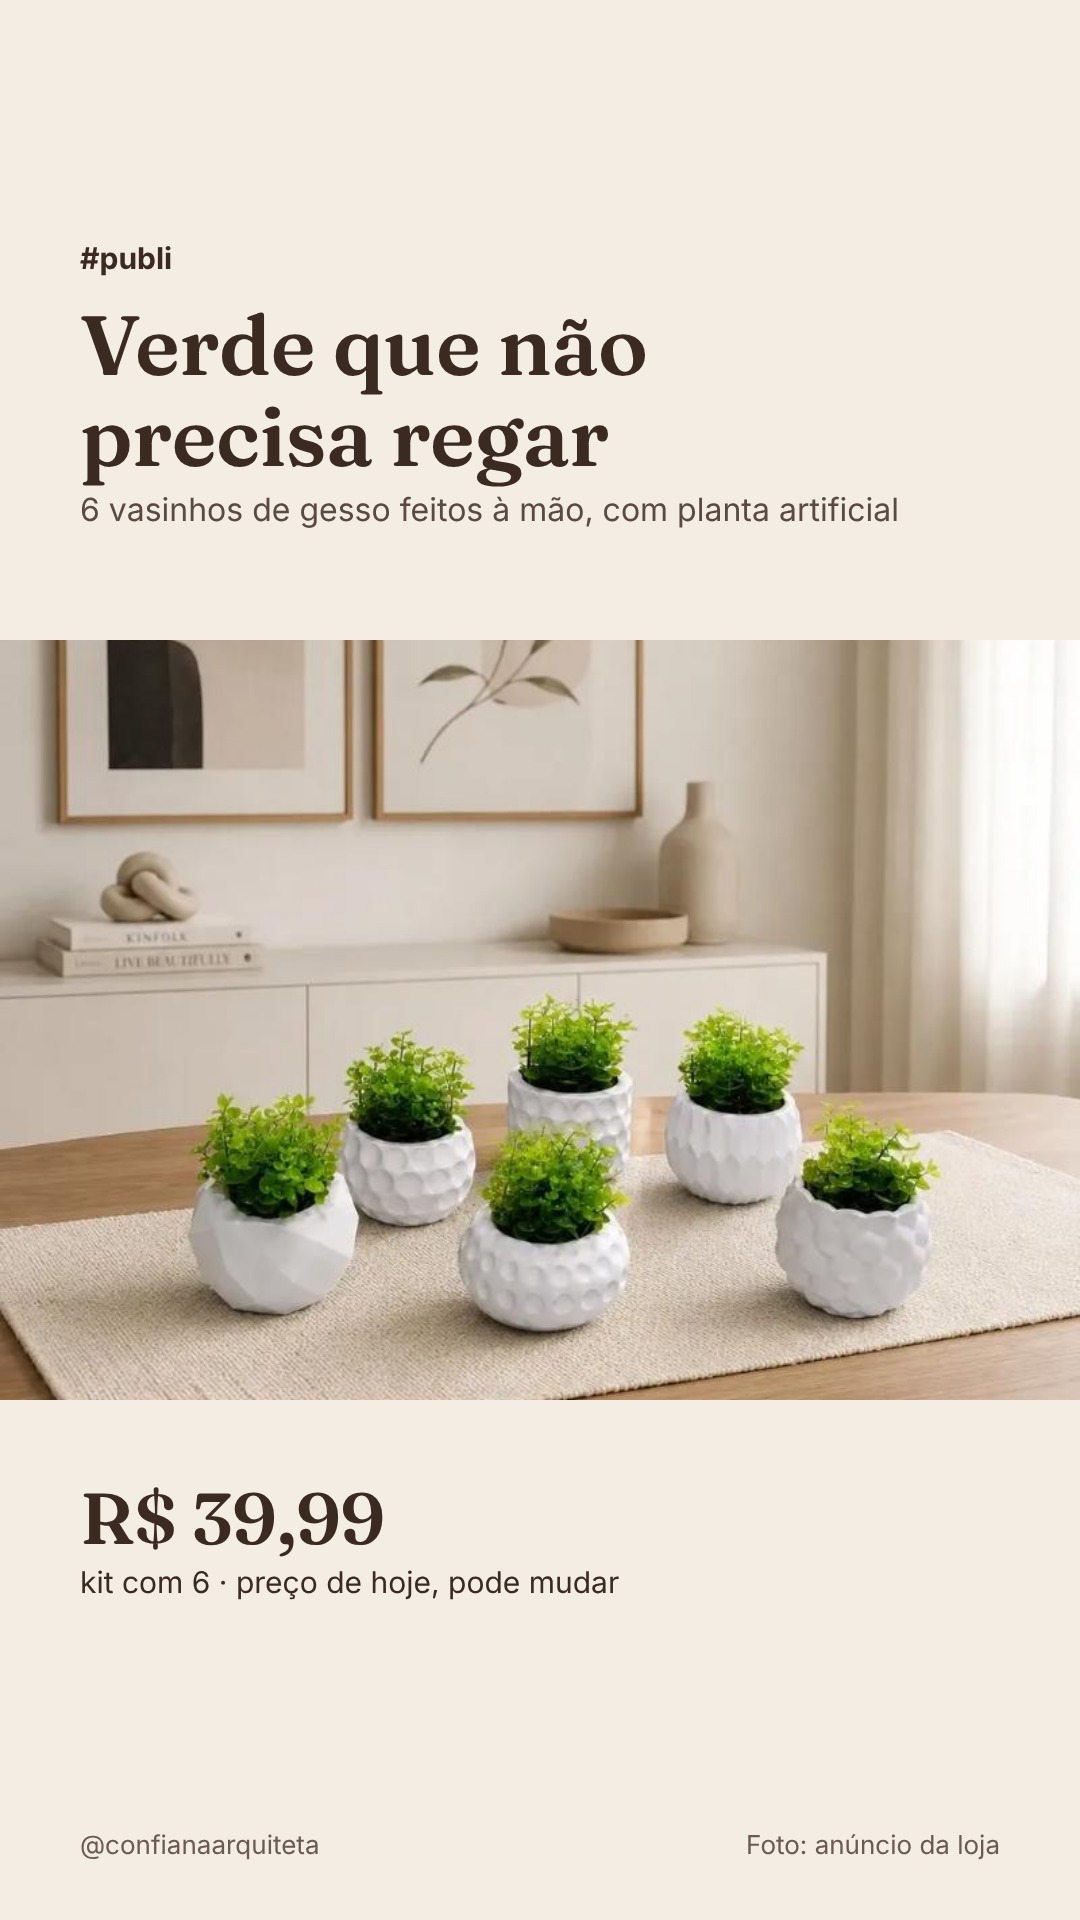 #publi
Verde que não
precisa regar
6 vasinhos de gesso feitos à mão, com planta artificial
KINFOLK
LIVE BEAUTIFULLY
R$ 39,99
kit com 6 · preço de hoje, pode mudar
@confianaarquiteta
Foto: anúncio da loja